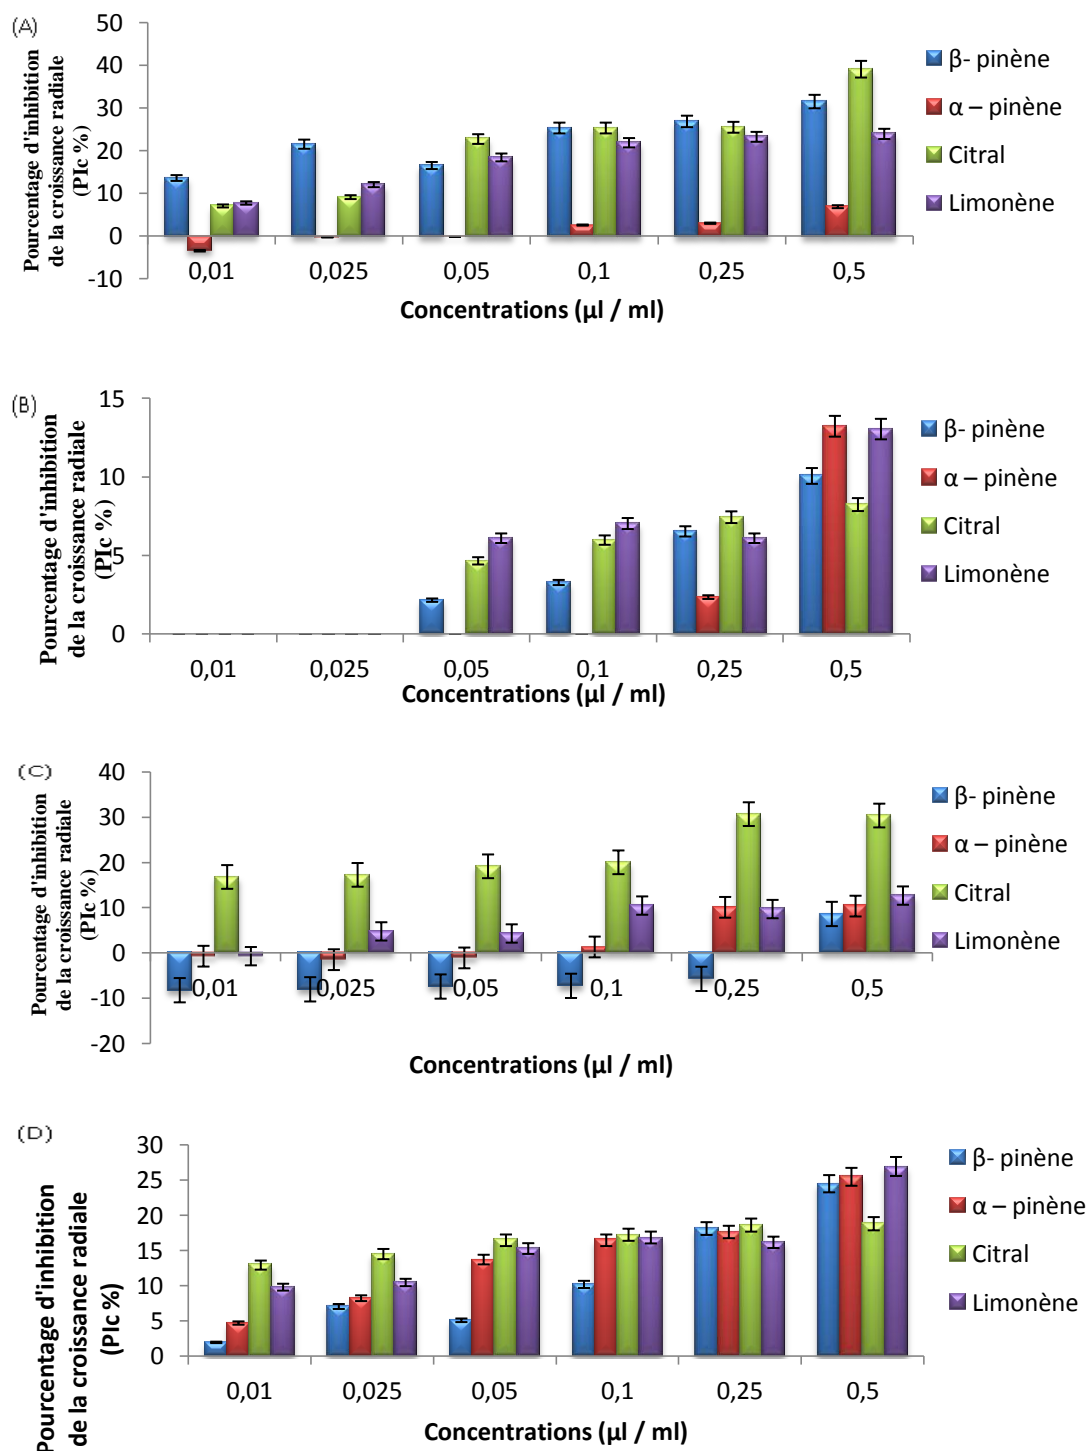 (A)
Pourcentage d'inhibition
de la croissance radiale
(PIc %)
50
40
30
20
10
0
-10
0,01 0,025 0,05 0,1 0,25 0,5
Concentrations (µl / ml)
β- pinène
α – pinène
Citral
Limonène
(B)
Pourcentage d'inhibition
de la croissance radiale
(PIc %)
15
10
5
0
0,01 0,025 0,05 0,1 0,25 0,5
Concentrations (µl / ml)
β- pinène
α – pinène
Citral
Limonène
(C)
Pourcentage d'inhibition
de la croissance radiale
(PIc %)
40
30
20
10
0
-10
-20
0,01 0,025 0,05 0,1 0,25 0,5
Concentrations (µl / ml)
β- pinène
α – pinène
Citral
Limonène
(D)
Pourcentage d'inhibition
de la croissance radiale
(PIc %)
30
25
20
15
10
5
0
0,01 0,025 0,05 0,1 0,25 0,5
Concentrations (µl / ml)
β- pinène
α – pinène
Citral
Limonène